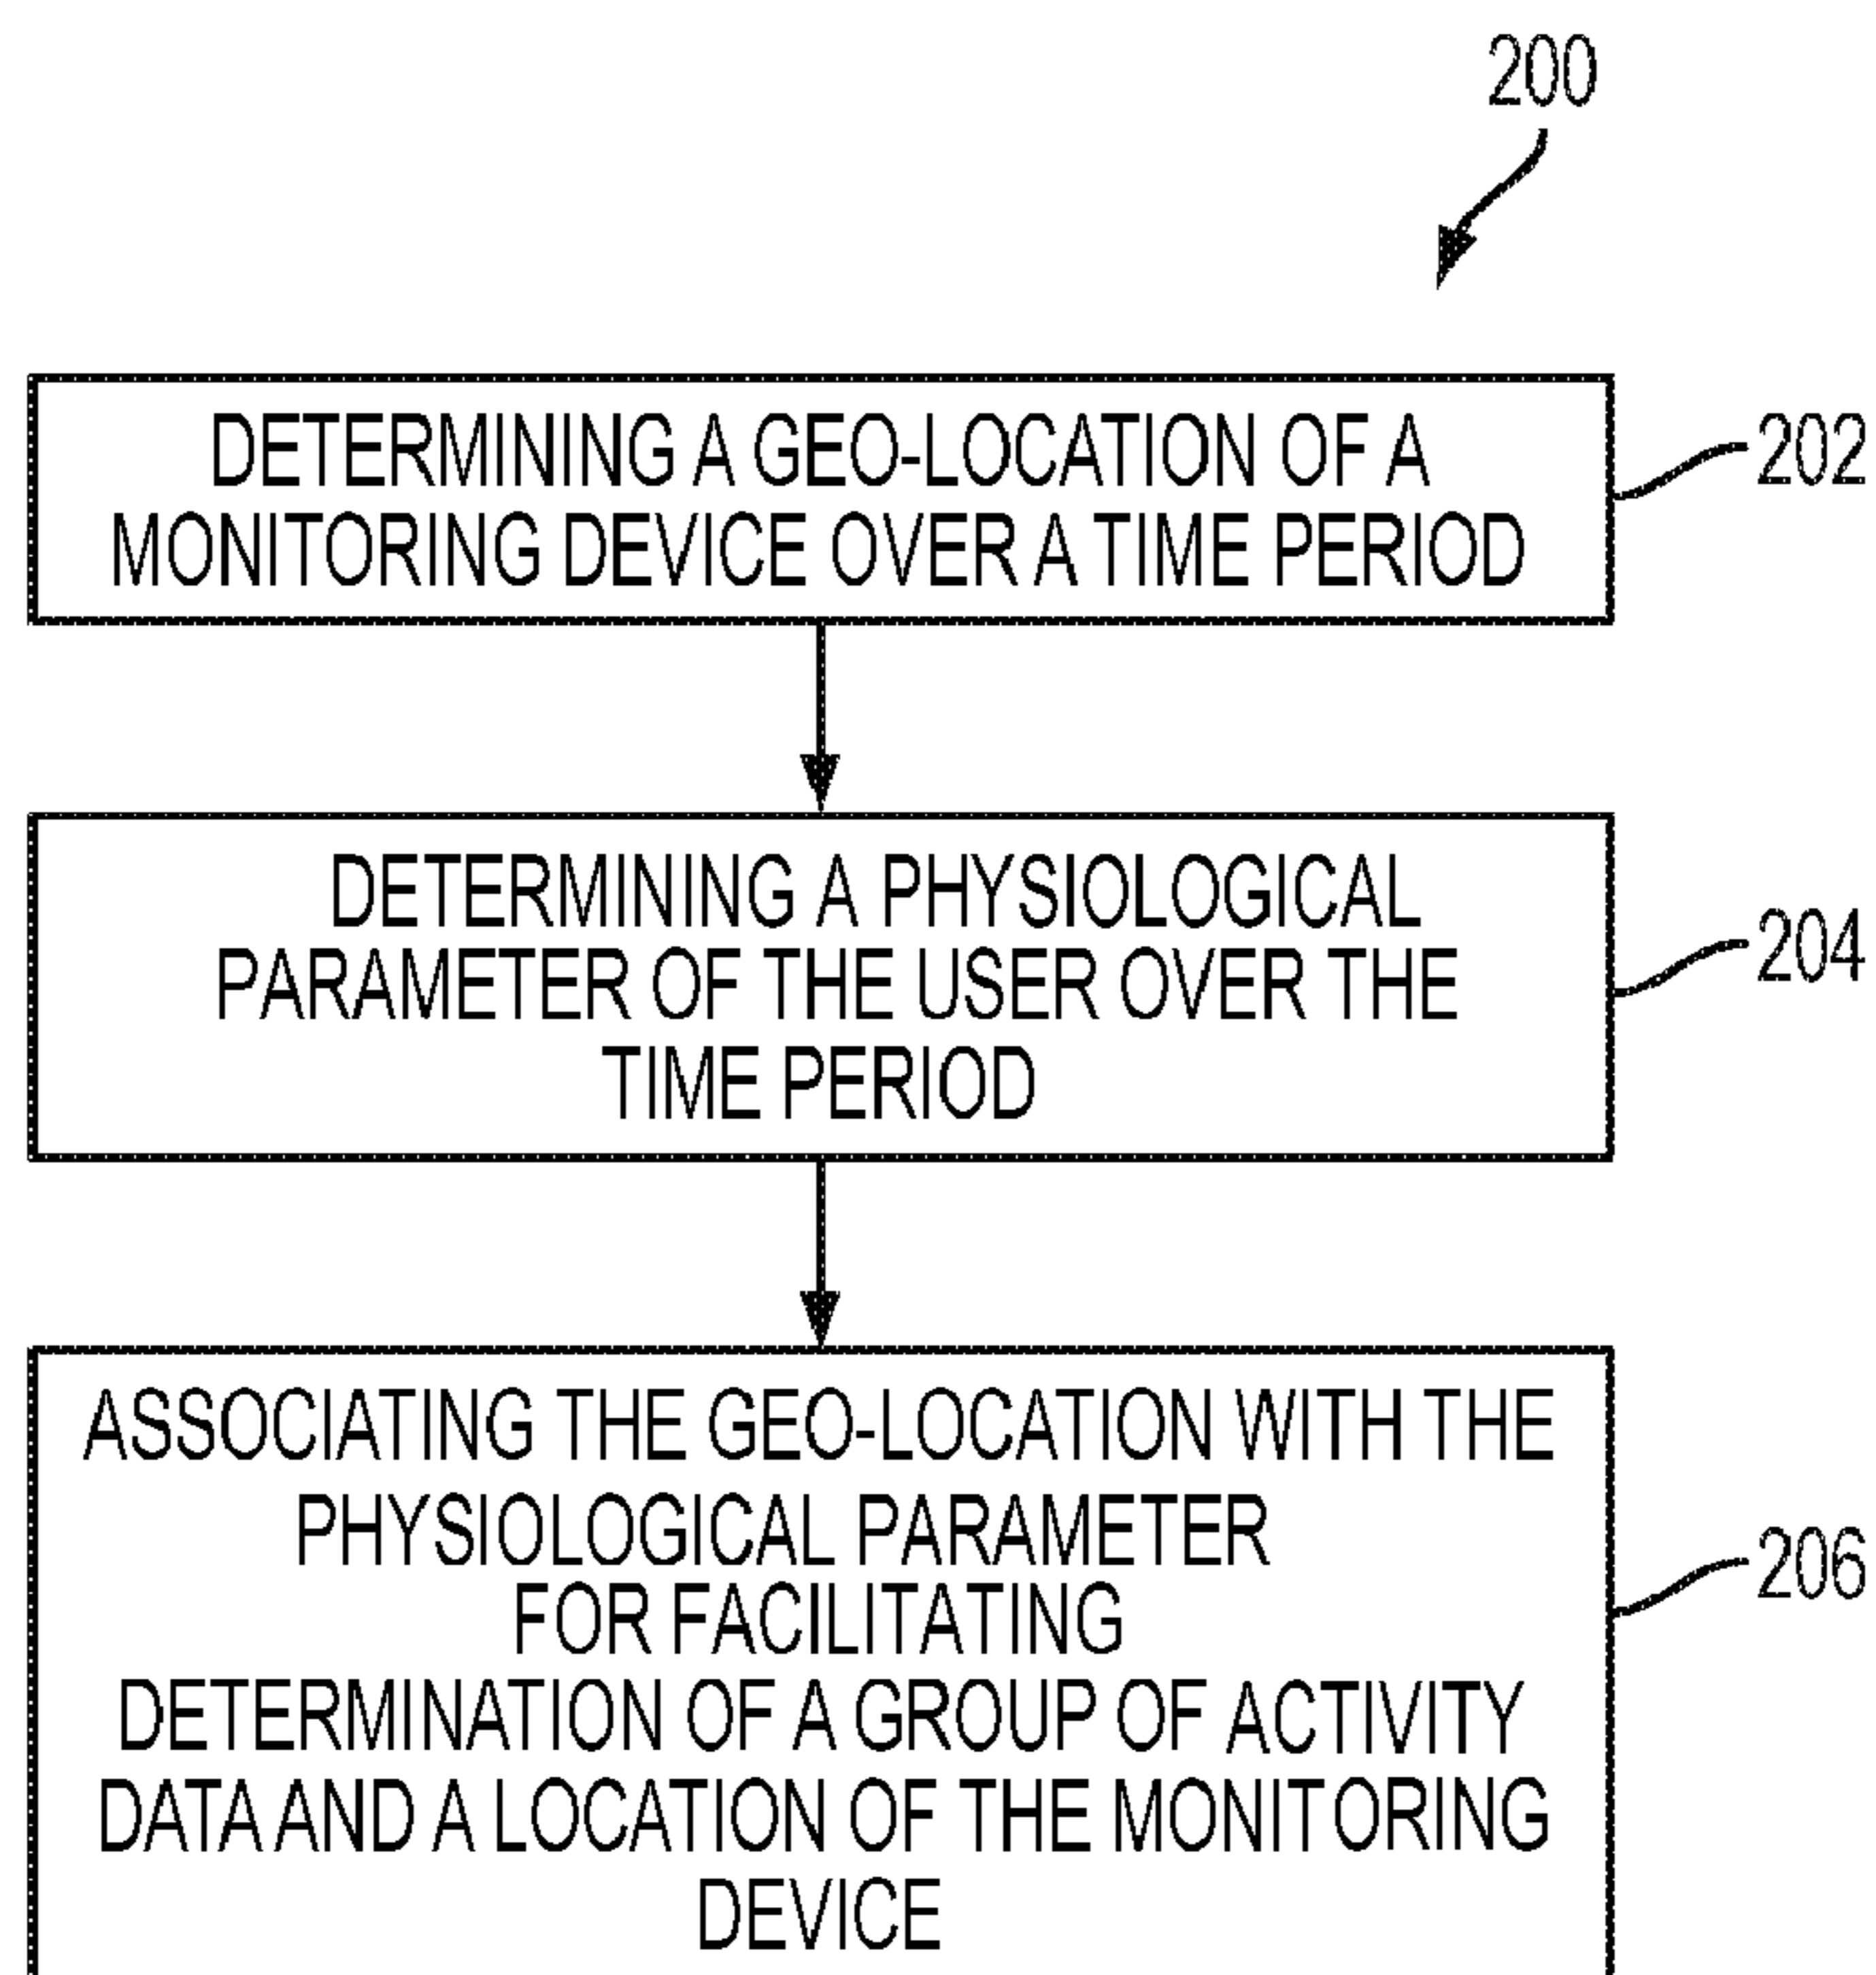 200
DETERMINING A GEO-LOCATION OF A
MONITORING DEVICE OVER A TIME PERIOD
202
DETERMINING A PHYSIOLOGICAL
PARAMETER OF THE USER OVER THE
TIME PERIOD
204
ASSOCIATING THE GEO-LOCATION WITH THE
PHYSIOLOGICAL PARAMETER
FOR FACILITATING
DETERMINATION OF A GROUP OF ACTIVITY
DATA AND A LOCATION OF THE MONITORING
DEVICE
206